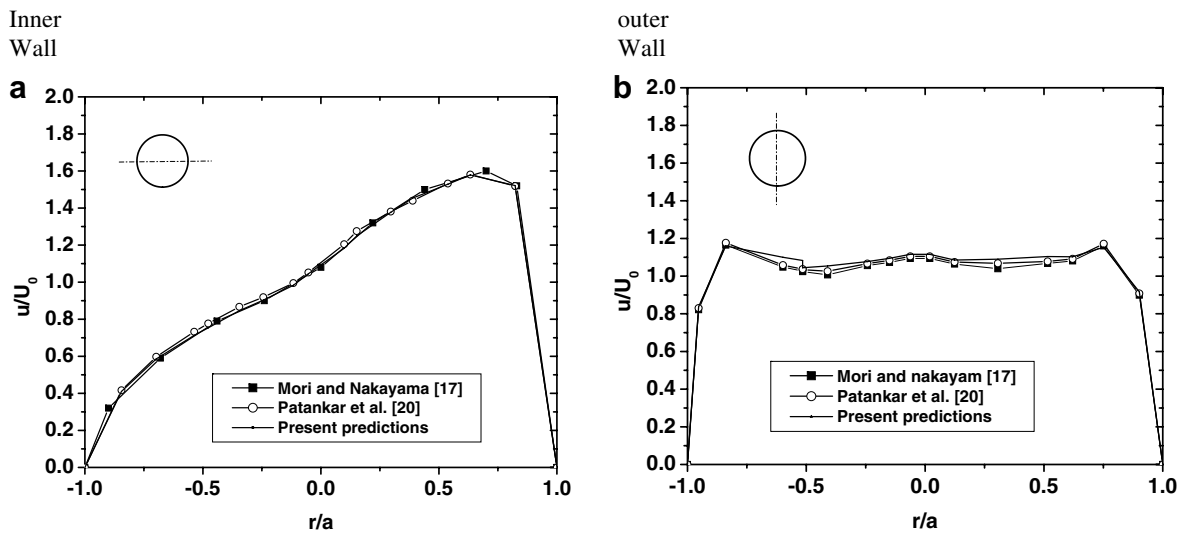 Inner
Wall
outer
Wall
a
2.0
1.8
1.6
1.4
1.2
1.0
0.8
0.6
0.4
0.2
0.0
u/U0
-1.0
-0.5
0.0
0.5
1.0
r/a
Mori and Nakayama [17]
Patankar et al. [20]
Present predictions
b
2.0
1.8
1.6
1.4
1.2
1.0
0.8
0.6
0.4
0.2
0.0
u/U0
-1.0
-0.5
0.0
0.5
1.0
r/a
Mori and nakayam [17]
Patankar et al. [20]
Present predictions